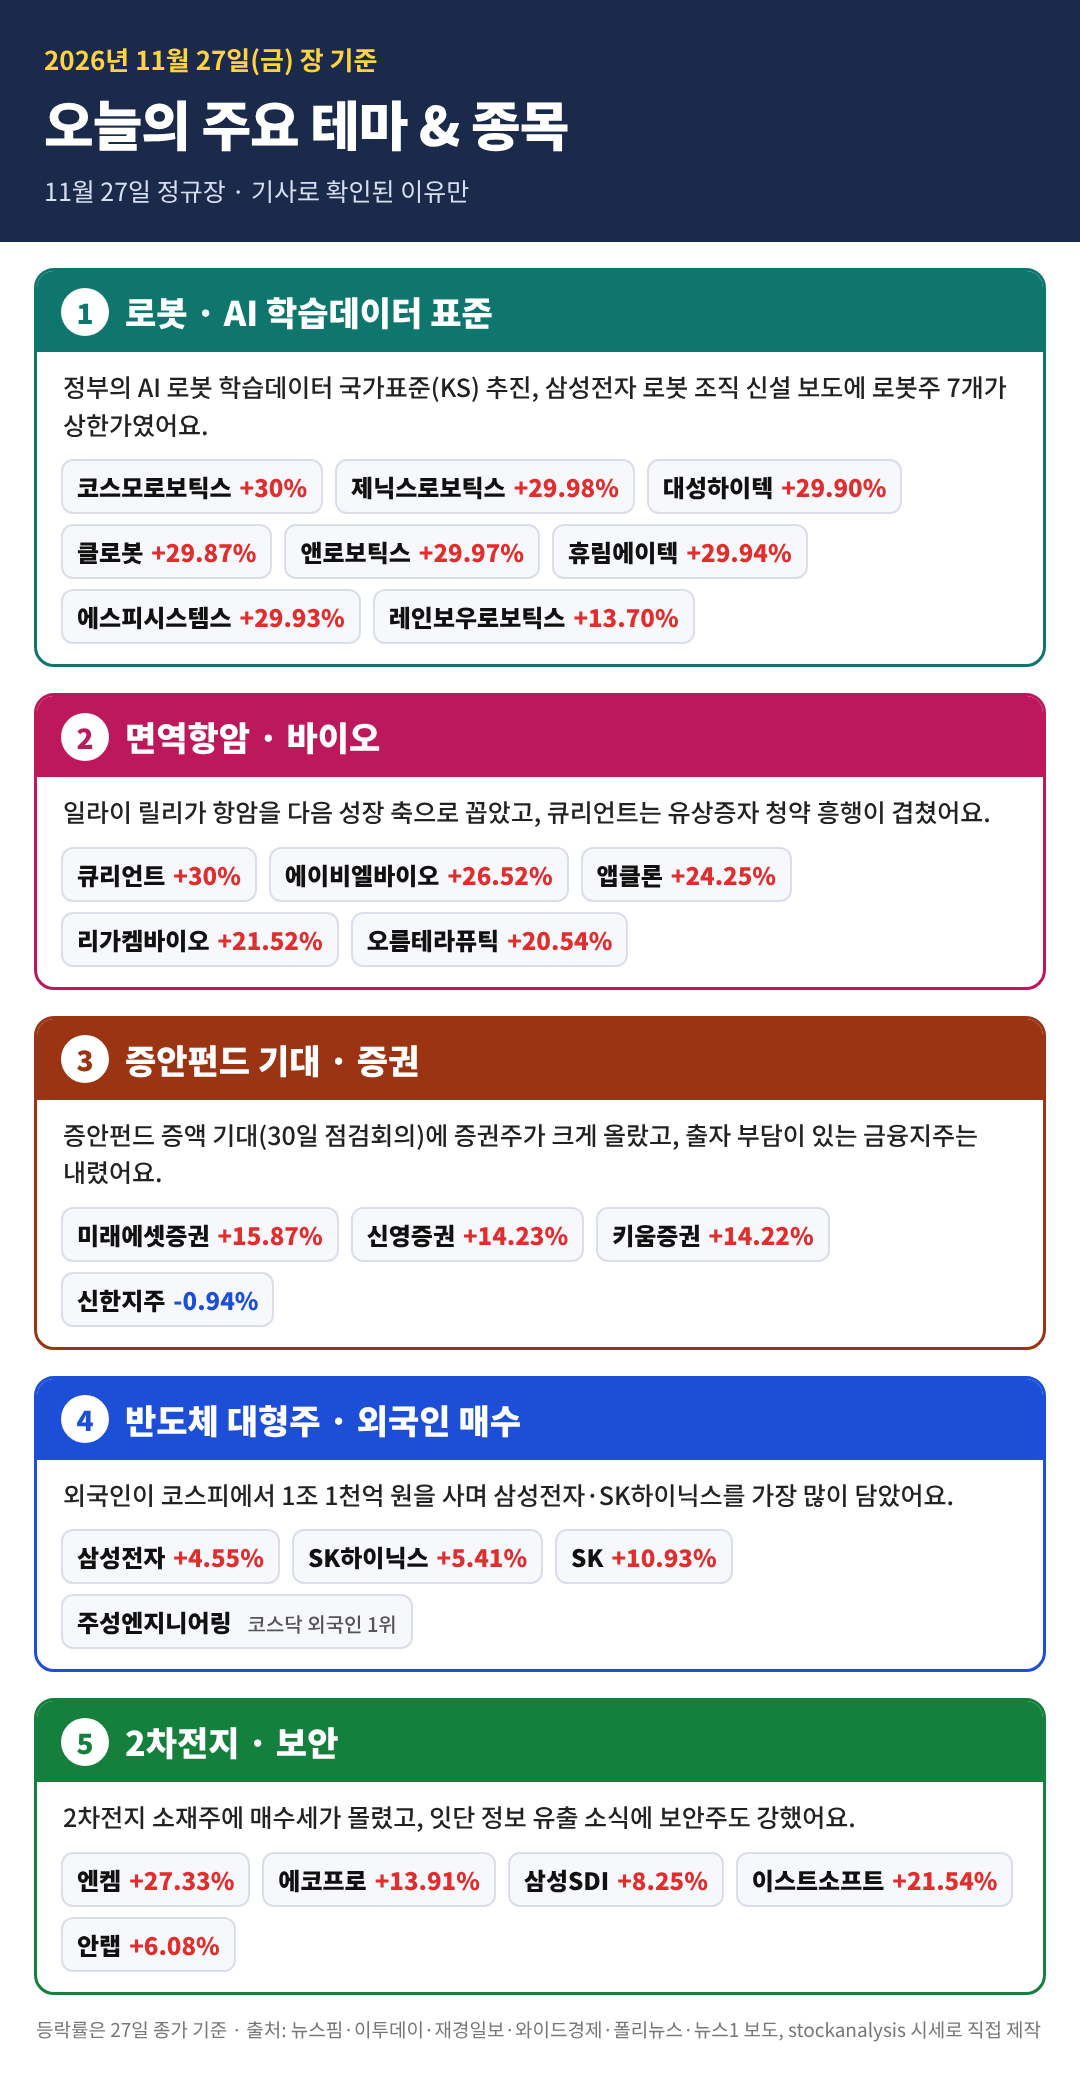 2026년 11월 27일(금) 장 기준
오늘의 주요 테마 & 종목
11월 27일 정규장 · 기사로 확인된 이유만
1 로봇 · AI 학습데이터 표준
정부의 AI 로봇 학습데이터 국가표준(KS) 추진, 삼성전자 로봇 조직 신설 보도에 로봇주 7개가
상한가였어요.
코스모로보틱스 +30% 제닉스로보틱스 +29.98% 대성하이텍 +29.90%
클로봇 +29.87% 앤로보틱스 +29.97% 휴림에이텍 +29.94%
에스피시스템스 +29.93% 레인보우로보틱스 +13.70%
2 면역항암 · 바이오
일라이 릴리가 항암을 다음 성장 축으로 꼽았고, 큐리언트는 유상증자 청약 흥행이 겹쳤어요.
큐리언트 +30% 에이비엘바이오 +26.52% 앱클론 +24.25%
리가켐바이오 +21.52% 오름테라퓨틱 +20.54%
3 증안펀드 기대 · 증권
증안펀드 증액 기대(30일 점검회의)에 증권주가 크게 올랐고, 출자 부담이 있는 금융지주는
내렸어요.
미래에셋증권 +15.87% 신영증권 +14.23% 키움증권 +14.22%
신한지주 -0.94%
4 반도체 대형주 · 외국인 매수
외국인이 코스피에서 1조 1천억 원을 사며 삼성전자·SK하이닉스를 가장 많이 담았어요.
삼성전자 +4.55% SK하이닉스 +5.41% SK +10.93%
주성엔지니어링 코스닥 외국인 1위
5 2차전지 · 보안
2차전지 소재주에 매수세가 몰렸고, 잇단 정보 유출 소식에 보안주도 강했어요.
엔켐 +27.33% 에코프로 +13.91% 삼성SDI +8.25% 이스트소프트 +21.54%
안랩 +6.08%
등락률은 27일 종가 기준 · 출처: 뉴스핌·이투데이·재경일보·와이드경제·폴리뉴스·뉴스1 보도, stockanalysis 시세로 직접 제작